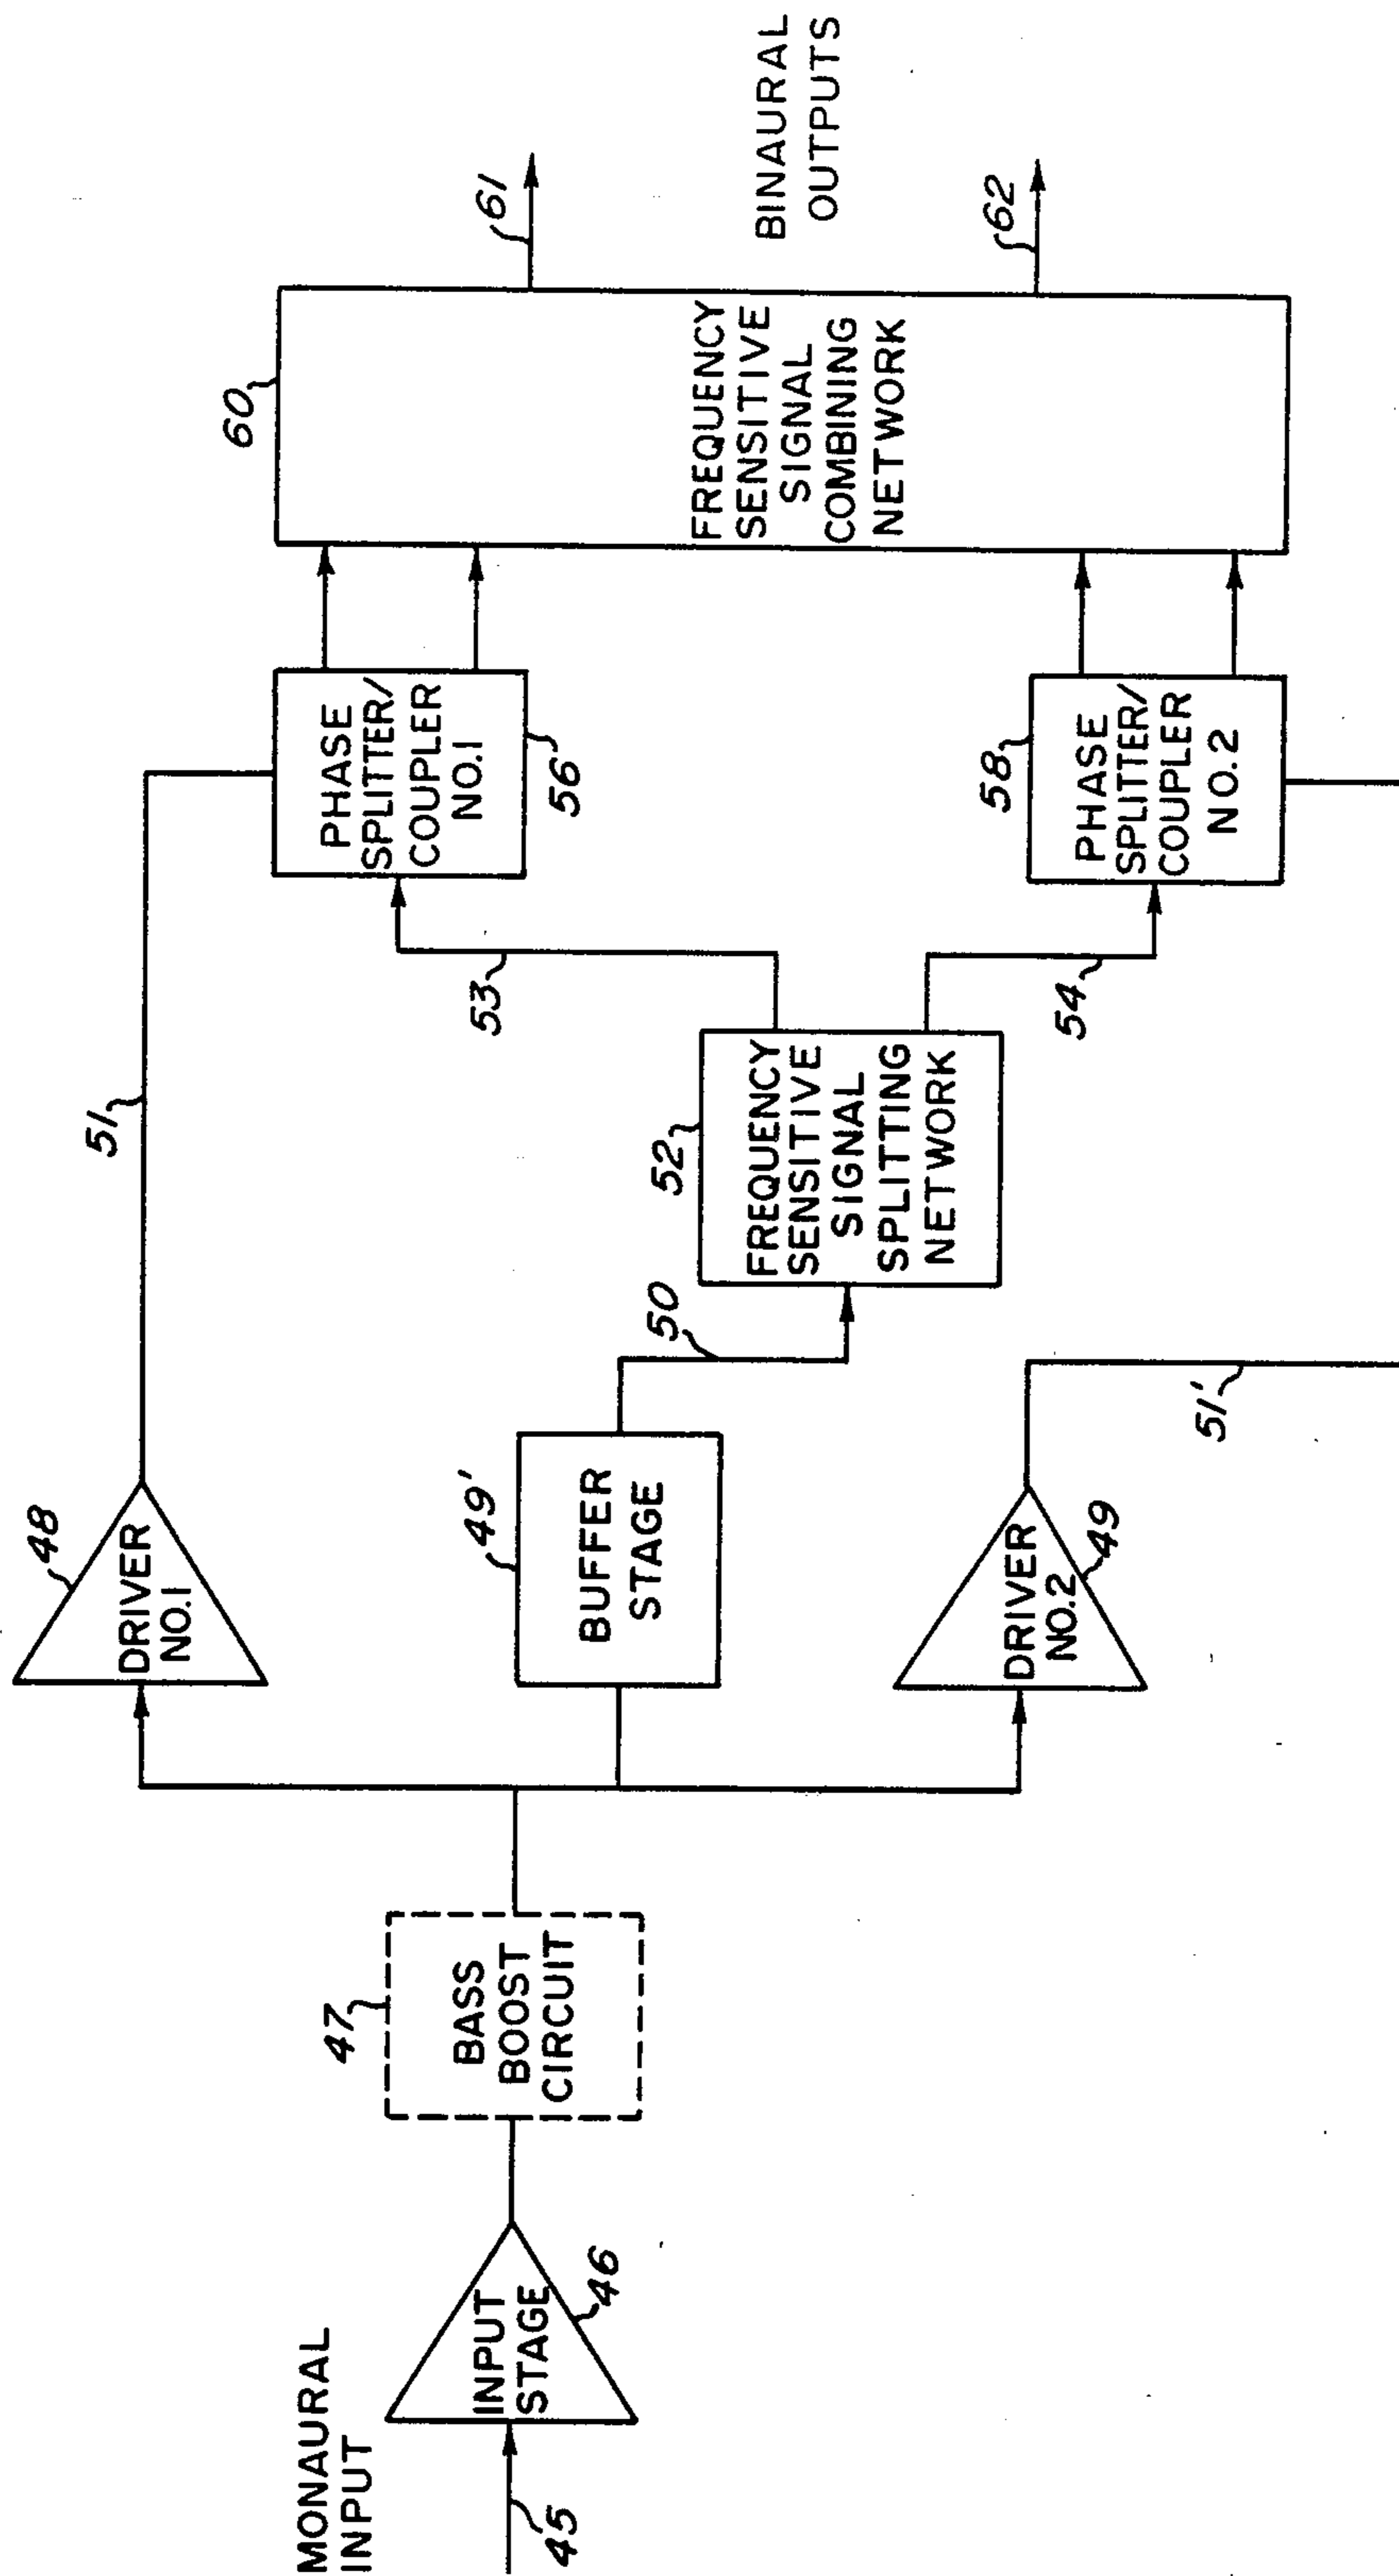 MONAURAL
INPUT
45
INPUT
STAGE
46
47
BASS
BOOST
CIRCUIT
48
DRIVER
NO.1
49'
BUFFER
STAGE
DRIVER
NO.2
49
50
51
51'
52
FREQUENCY
SENSITIVE
SIGNAL
SPLITTING
NETWORK
53
54
PHASE
SPLITTER/
COUPLER
NO.1
56
58
PHASE
SPLITTER/
COUPLER
NO.2
60
FREQUENCY
SENSITIVE
SIGNAL
COMBINING
NETWORK
61
62
BINAURAL
OUTPUTS